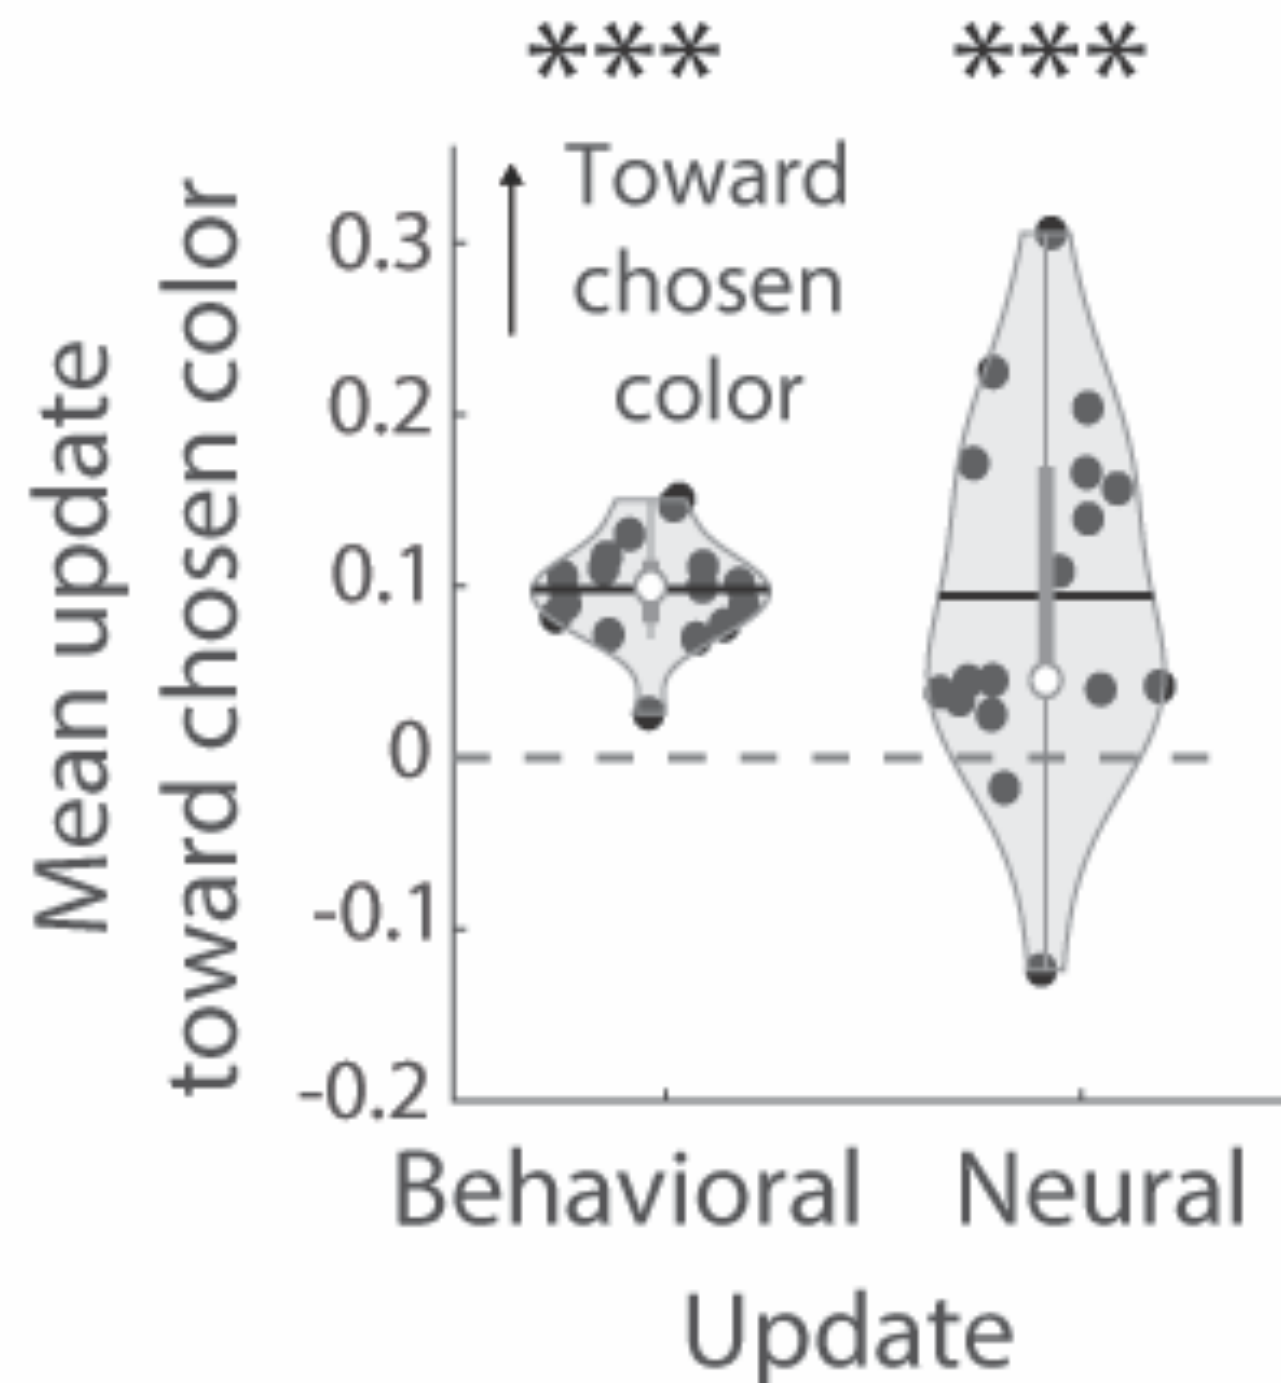 *** ***
Mean update
toward chosen color
Toward
chosen
color
0.3
0.2
0.1
0
-0.1
-0.2
Behavioral Neural
Update